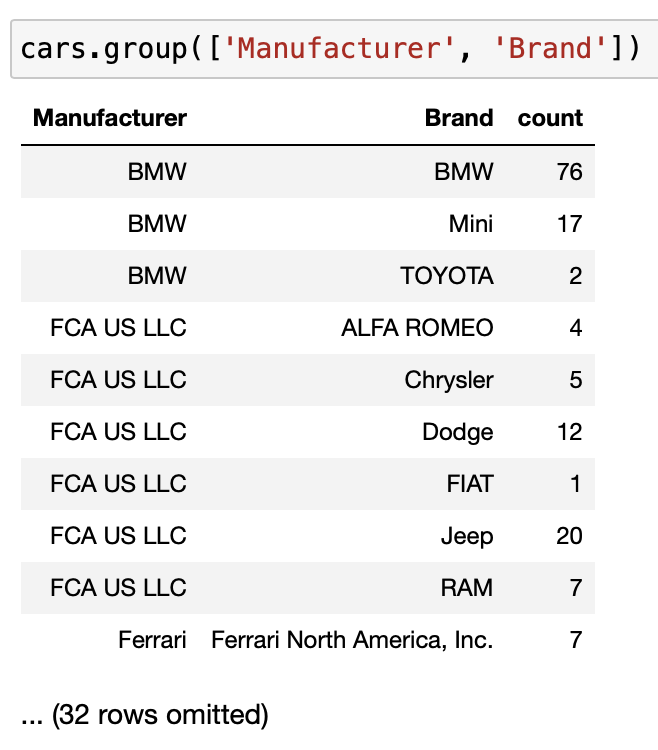 cars.group(['Manufacturer', 'Brand'])
Manufacturer Brand count
BMW BMW 76
BMW Mini 17
BMW TOYOTA 2
FCA US LLC ALFA ROMEO 4
FCA US LLC Chrysler 5
FCA US LLC Dodge 12
FCA US LLC FIAT 1
FCA US LLC Jeep 20
FCA US LLC RAM 7
Ferrari Ferrari North America, Inc. 7
... (32 rows omitted)